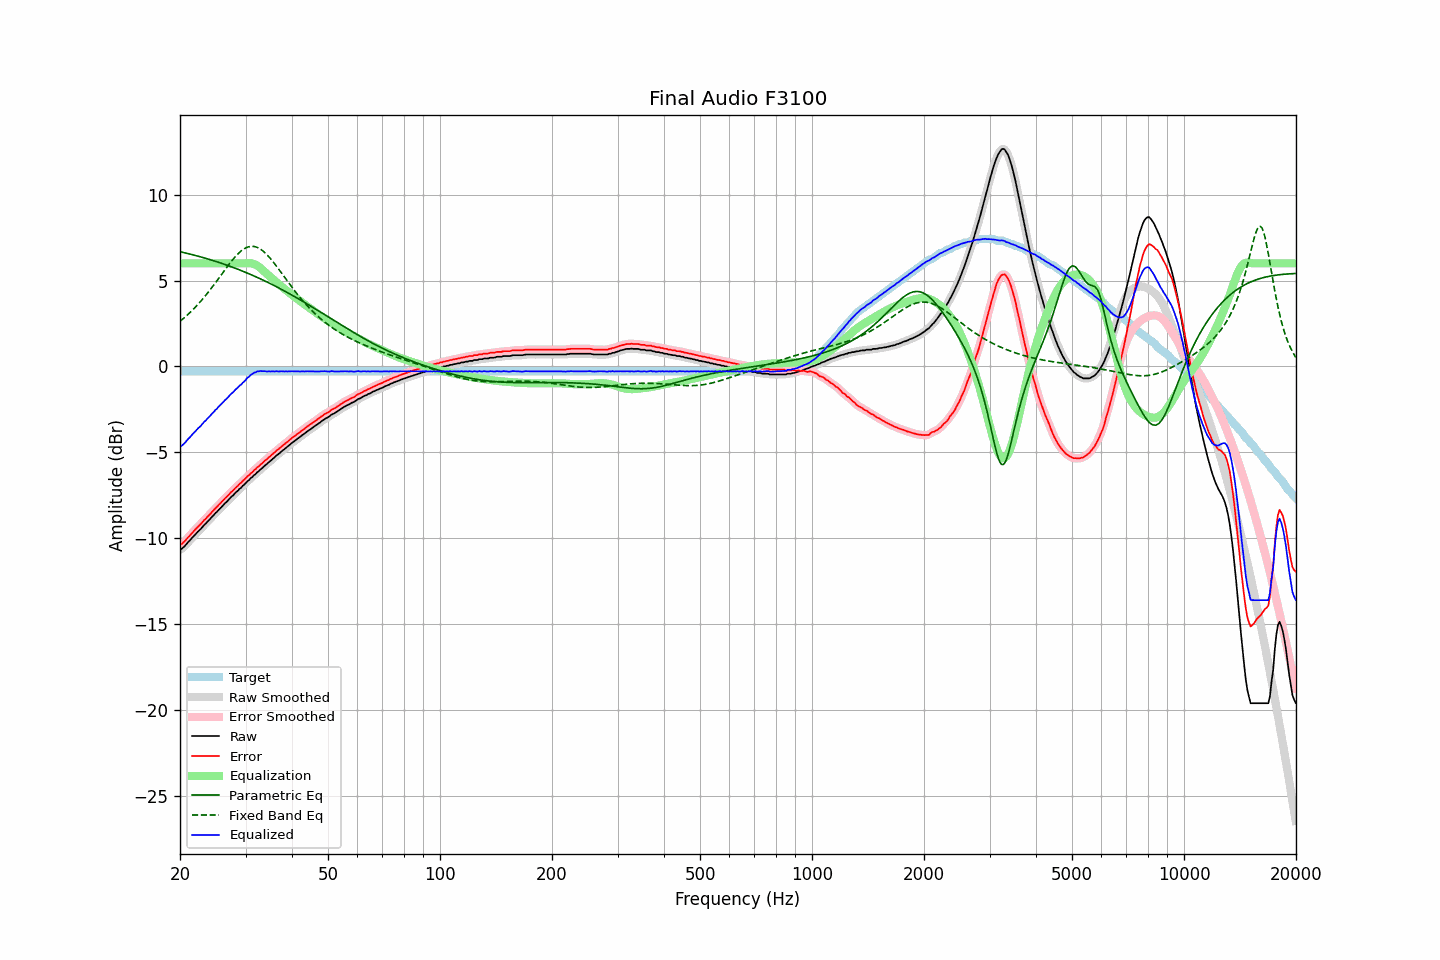 Final Audio F3100
Amplitude (dBr)
10
5
0
−5
−10
−15
−20
−25
Target
Raw Smoothed
Error Smoothed
Raw
Error
Equalization
Parametric Eq
Fixed Band Eq
Equalized
20 50 100 200 500 1000 2000 5000 10000 20000
Frequency (Hz)